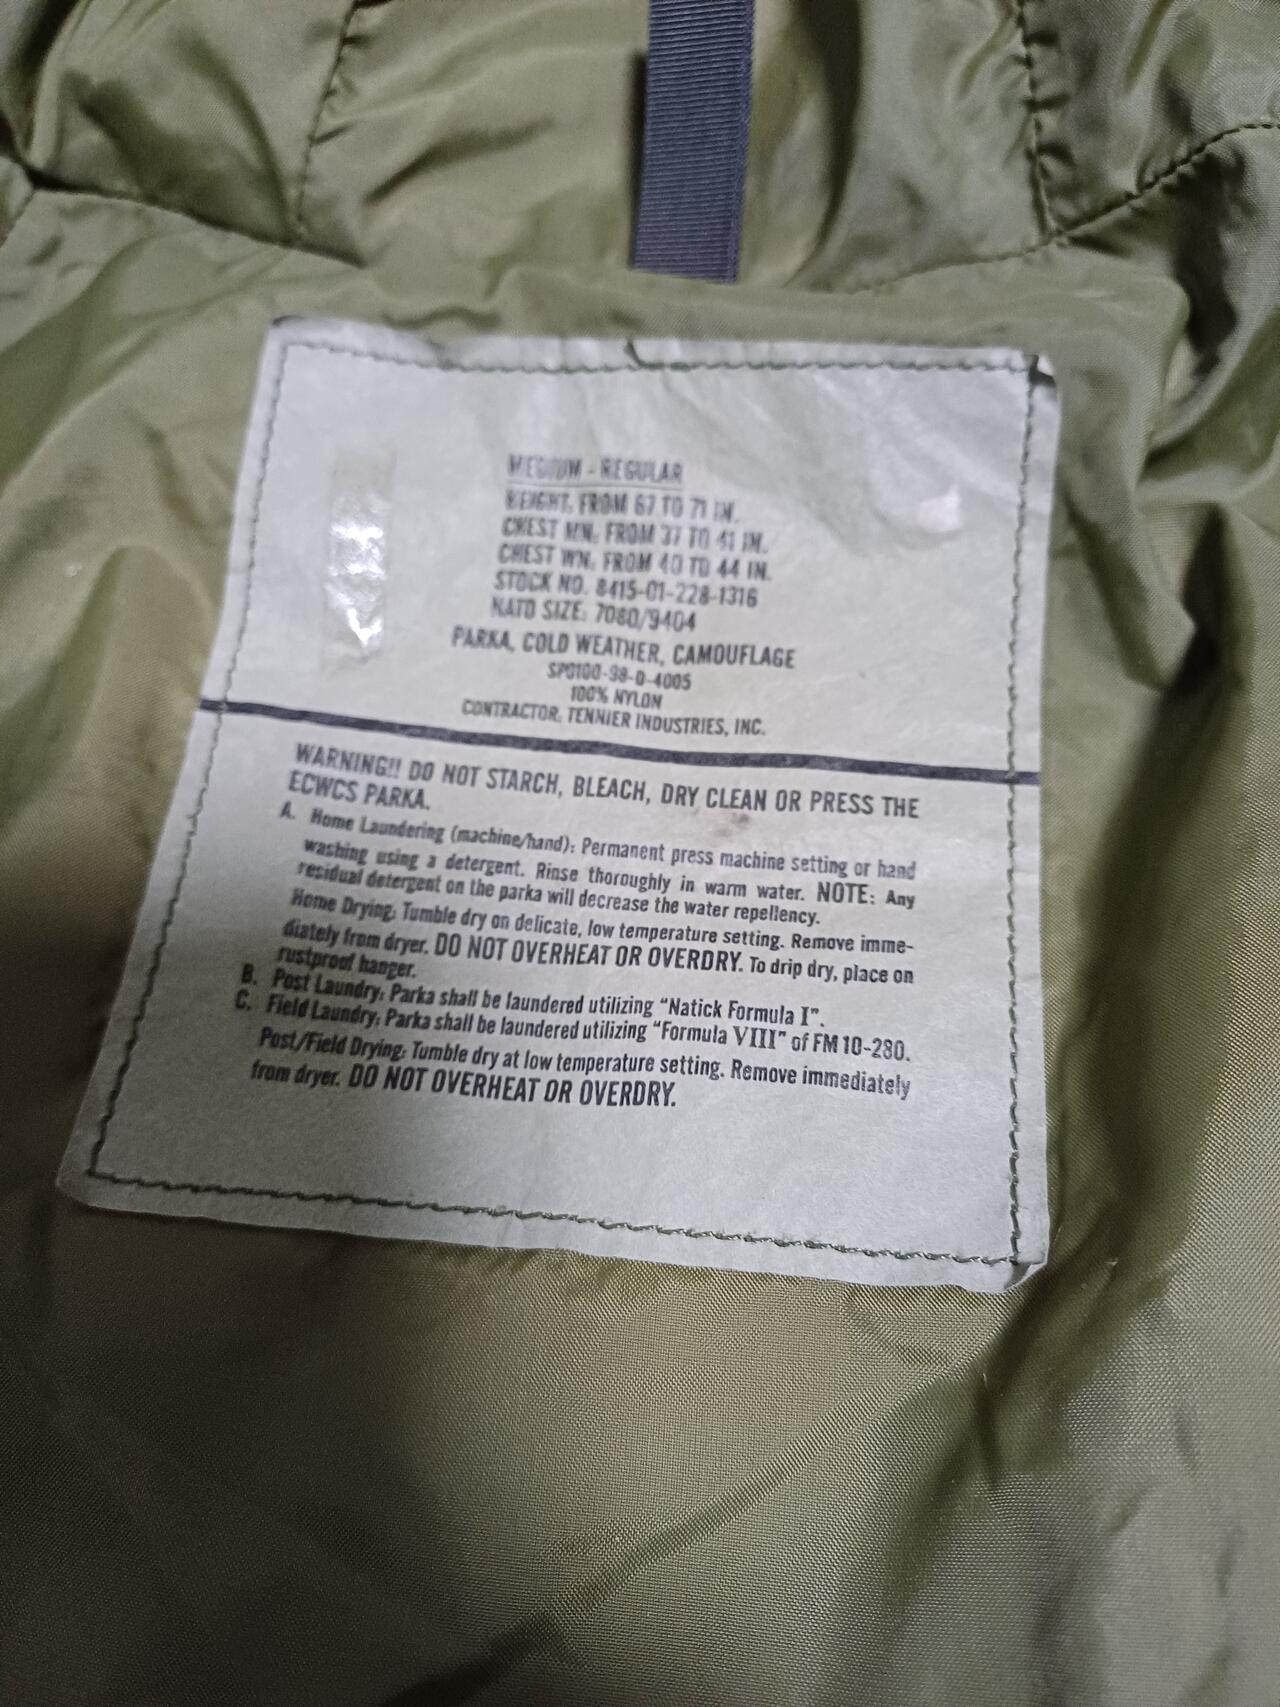 MEDIUM - REGULAR
HEIGHT. FROM 67 TO 71 IN.
CHEST MN. FROM 37 TO 41 IN.
CHEST WN. FROM 40 TO 44 IN.
STOCK NO. 8415-01-228-1316
NATO SIZE: 7080/9404
PARKA, COLD WEATHER, CAMOUFLAGE
SPO100-98-D-4005
100% NYLON
CONTRACTOR. TENNIER INDUSTRIES, INC.
WARNING!! DO NOT STARCH, BLEACH, DRY CLEAN OR PRESS THE
ECWCS PARKA.
A. Home Laundering (machine/hand): Permanent press machine setting or hand
washing using a detergent. Rinse thoroughly in warm water. NOTE: Any
residual detergent on the parka will decrease the water repellency.
Home Drying: Tumble dry on delicate, low temperature setting. Remove imme-
diately from dryer. DO NOT OVERHEAT OR OVERDRY. To drip dry, place on
rustproof hanger.
B. Post Laundry: Parka shall be laundered utilizing "Natick Formula I".
C. Field Laundry: Parka shall be laundered utilizing "Formula VIII" of FM 10-280.
Post/Field Drying: Tumble dry at low temperature setting. Remove immediately
from dryer. DO NOT OVERHEAT OR OVERDRY.